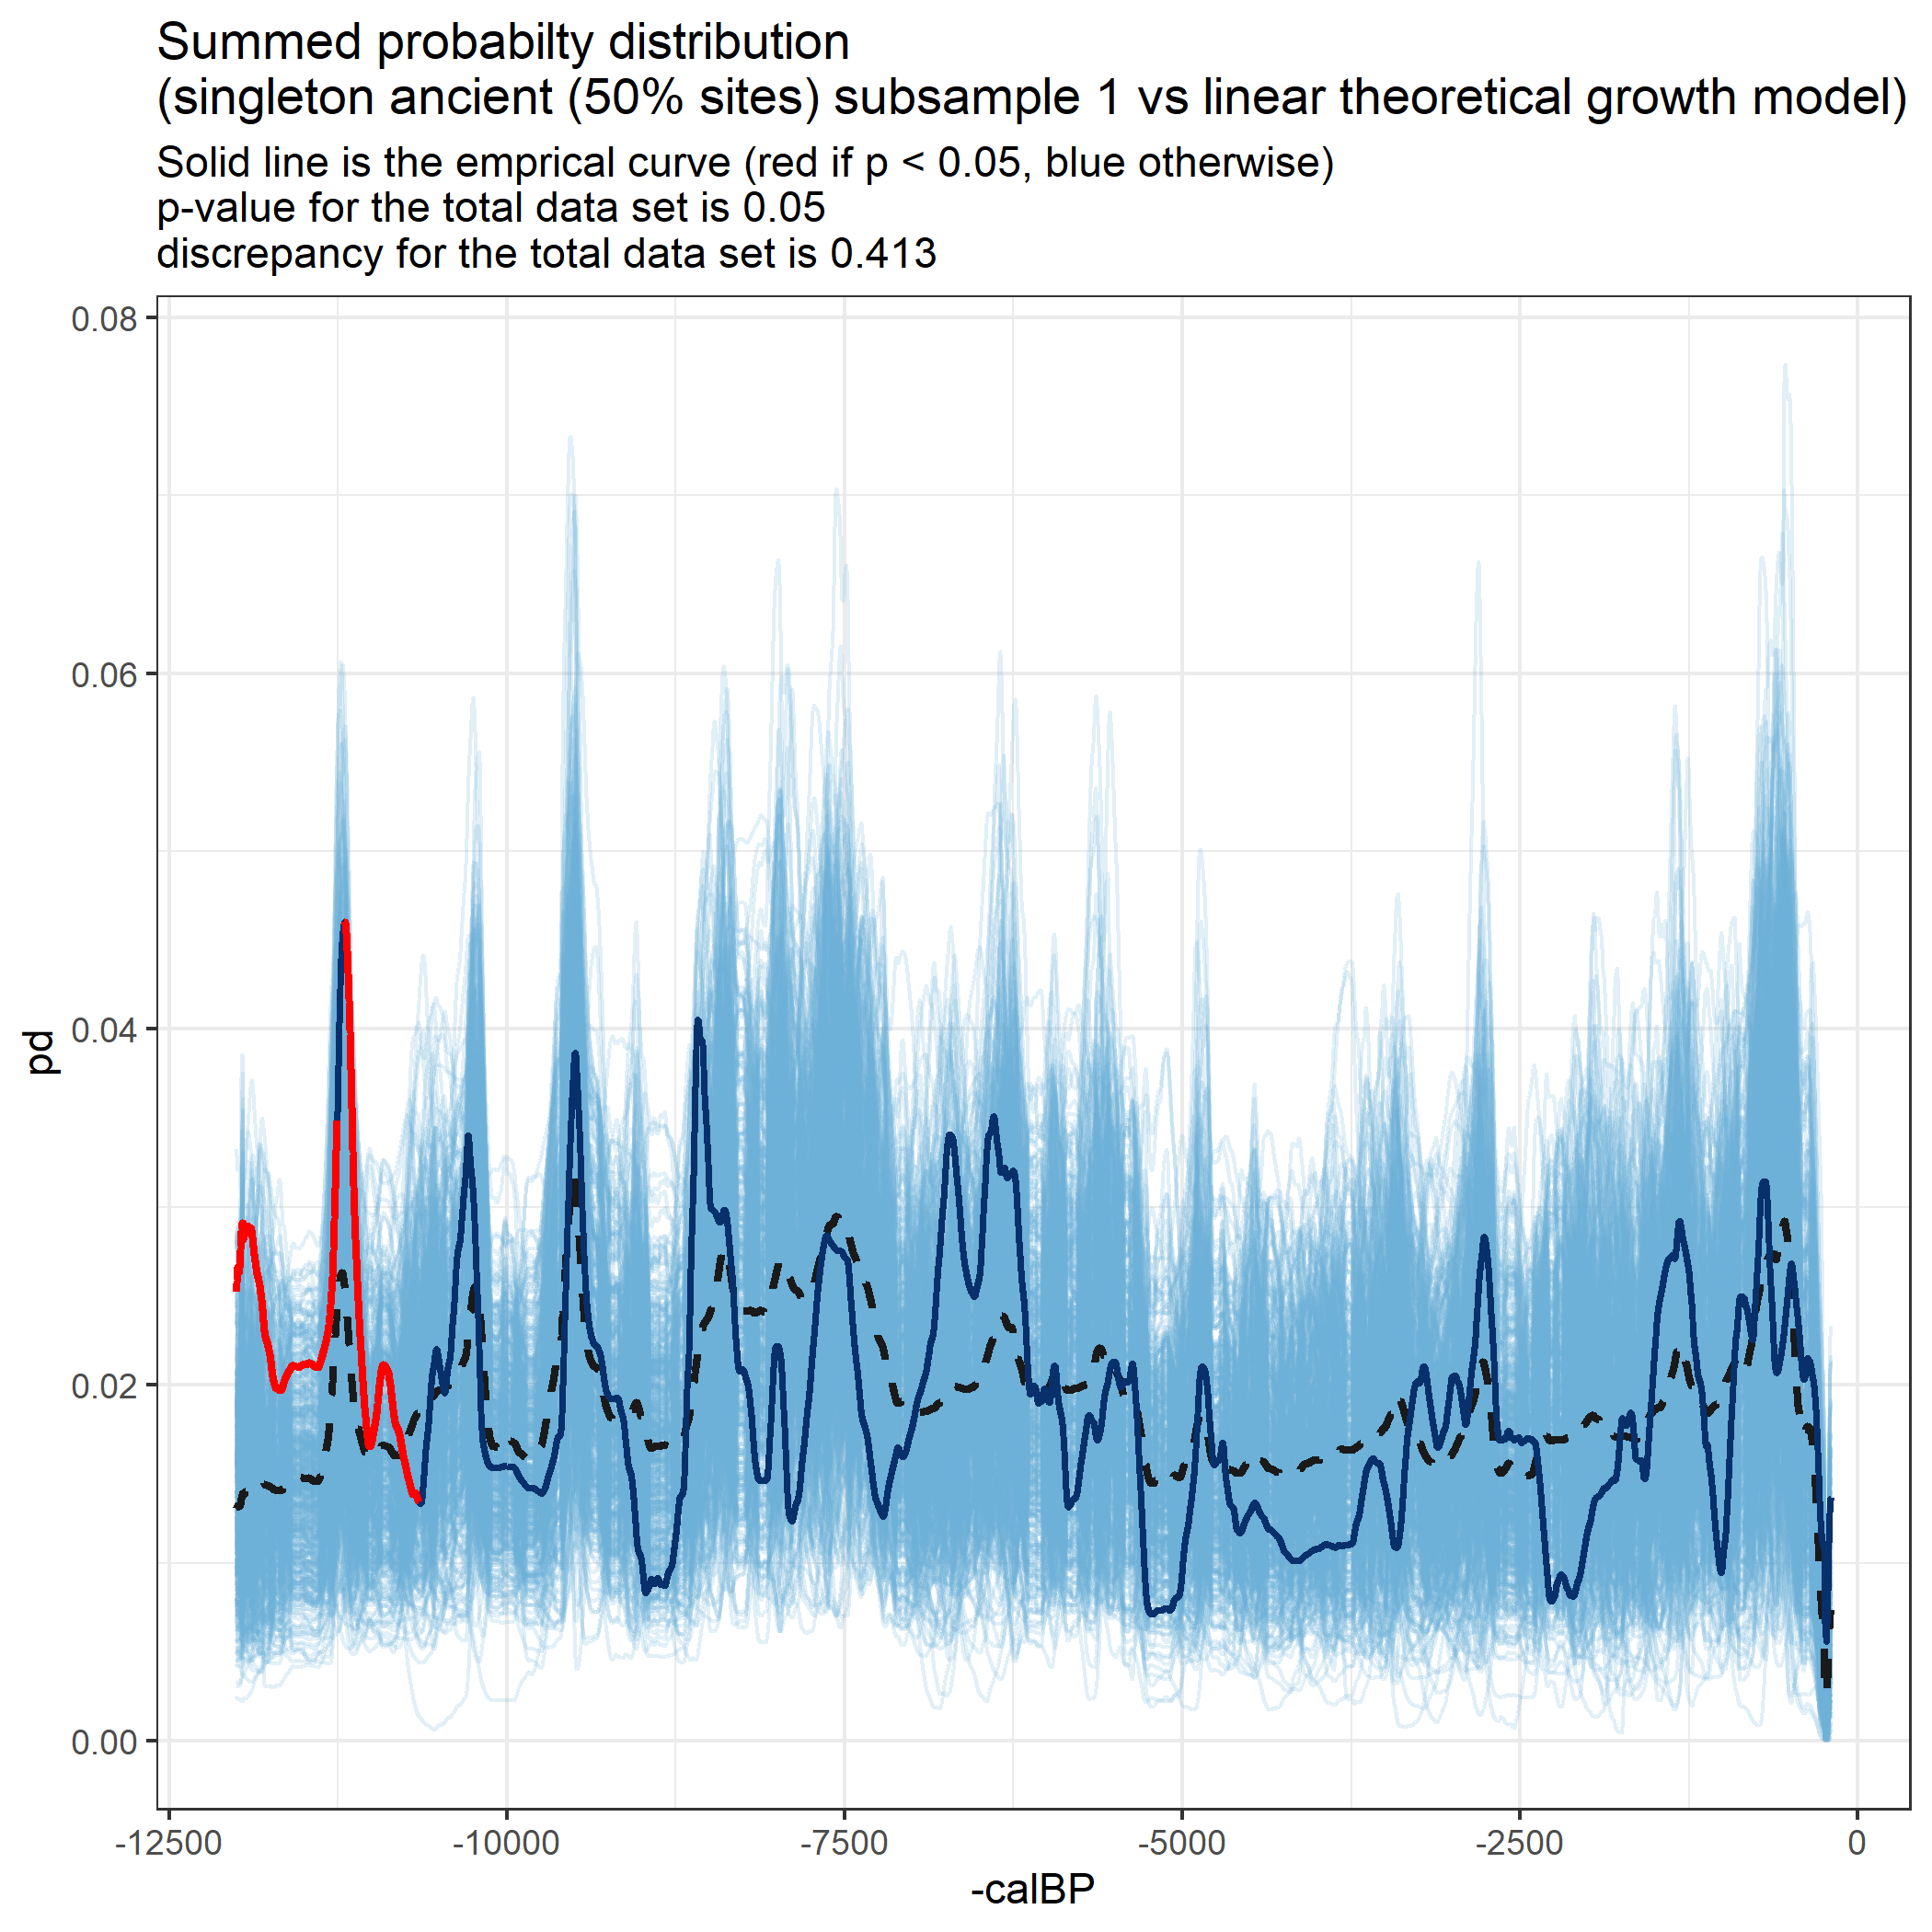 Summed probabilty distribution
(singleton ancient (50% sites) subsample 1 vs linear theoretical growth model)
Solid line is the emprical curve (red if p < 0.05, blue otherwise)
p-value for the total data set is 0.05
discrepancy for the total data set is 0.413
0.08
0.06
0.04
0.02
0.00
pd
-12500
-10000
-7500
-5000
-2500
0
-calBP